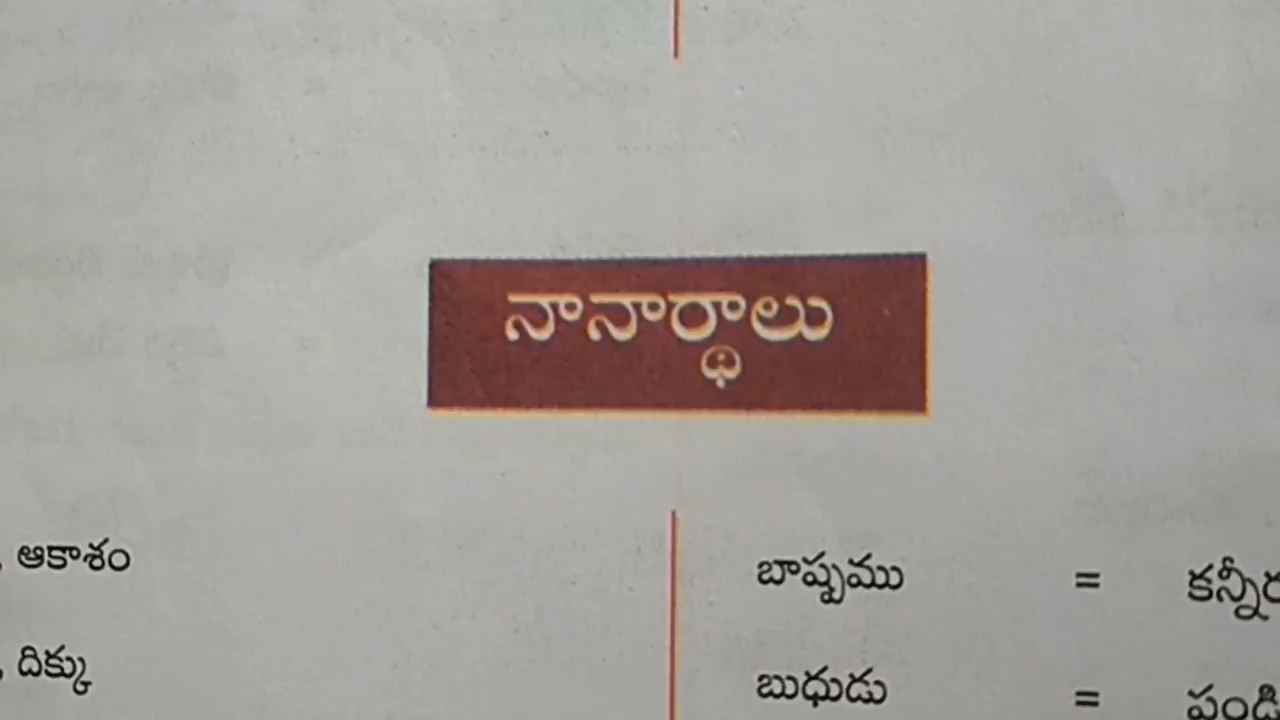 నానార్థాలు
, ఆకాశం
, దిక్కు
బాష్పము =
బుధుడు =